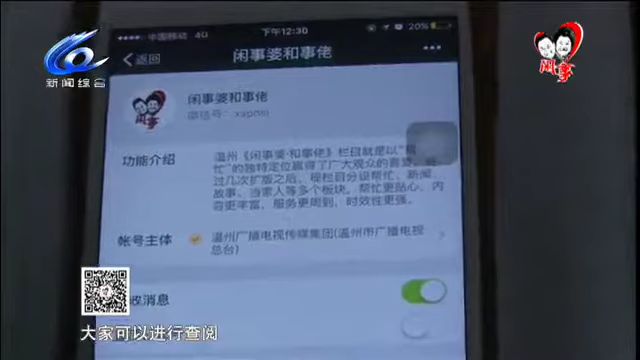 中国移动 4G 下午12:30 20%
返回
闲事婆和事佬
闲事
新闻综合
闲事婆和事佬
微信号：xsphsl
闲事
功能介绍
温州《闲事婆·和事佬》栏目就是以“帮
忙”的独特定位赢得了广大观众的喜爱。经
过几次扩版之后，现栏目分设帮忙、新闻、
故事、当家人等多个板块。帮忙更贴心、内
容更丰富、服务更周到、时效性更强。
帐号主体
温州广播电视传媒集团(温州市广播电视
总台)
收消息
大家可以进行查阅